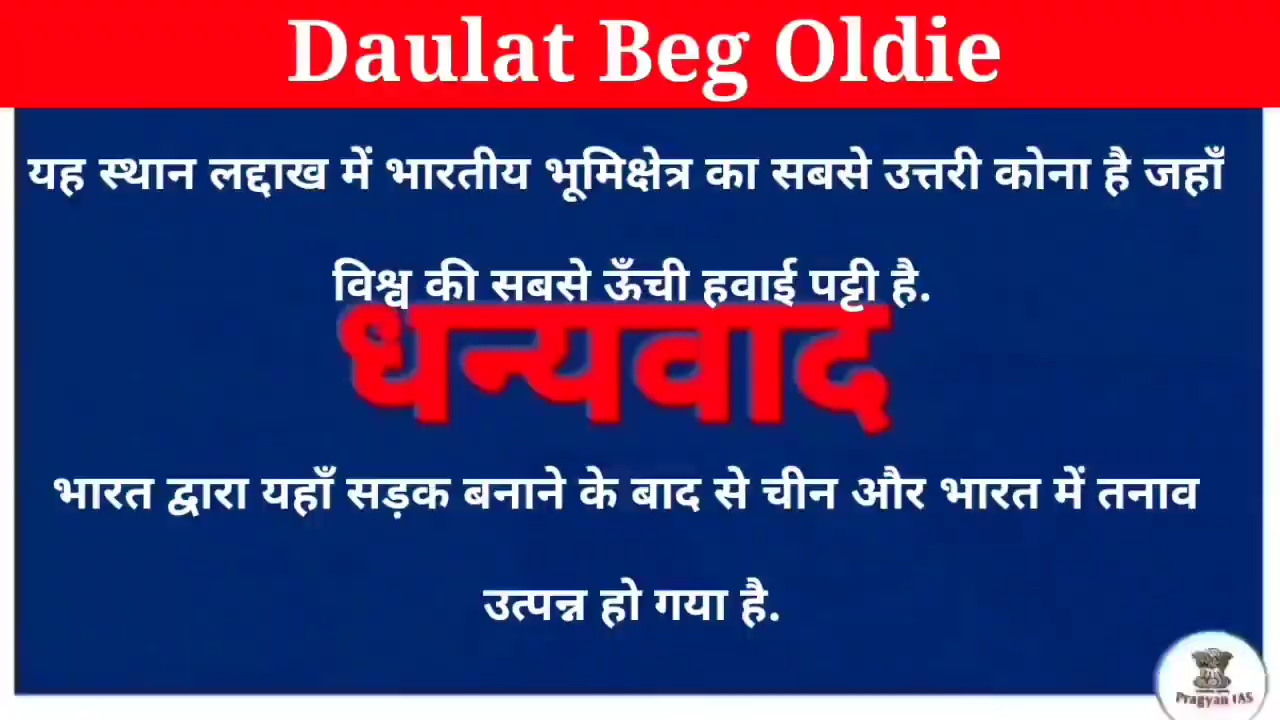 Daulat Beg Oldie
यह स्थान लद्दाख में भारतीय भूमिक्षेत्र का सबसे उत्तरी कोना है जहाँ
विश्व की सबसे ऊँची हवाई पट्टी है.
धन्यवाद
भारत द्वारा यहाँ सड़क बनाने के बाद से चीन और भारत में तनाव
उत्पन्न हो गया है.
Pragyan IAS